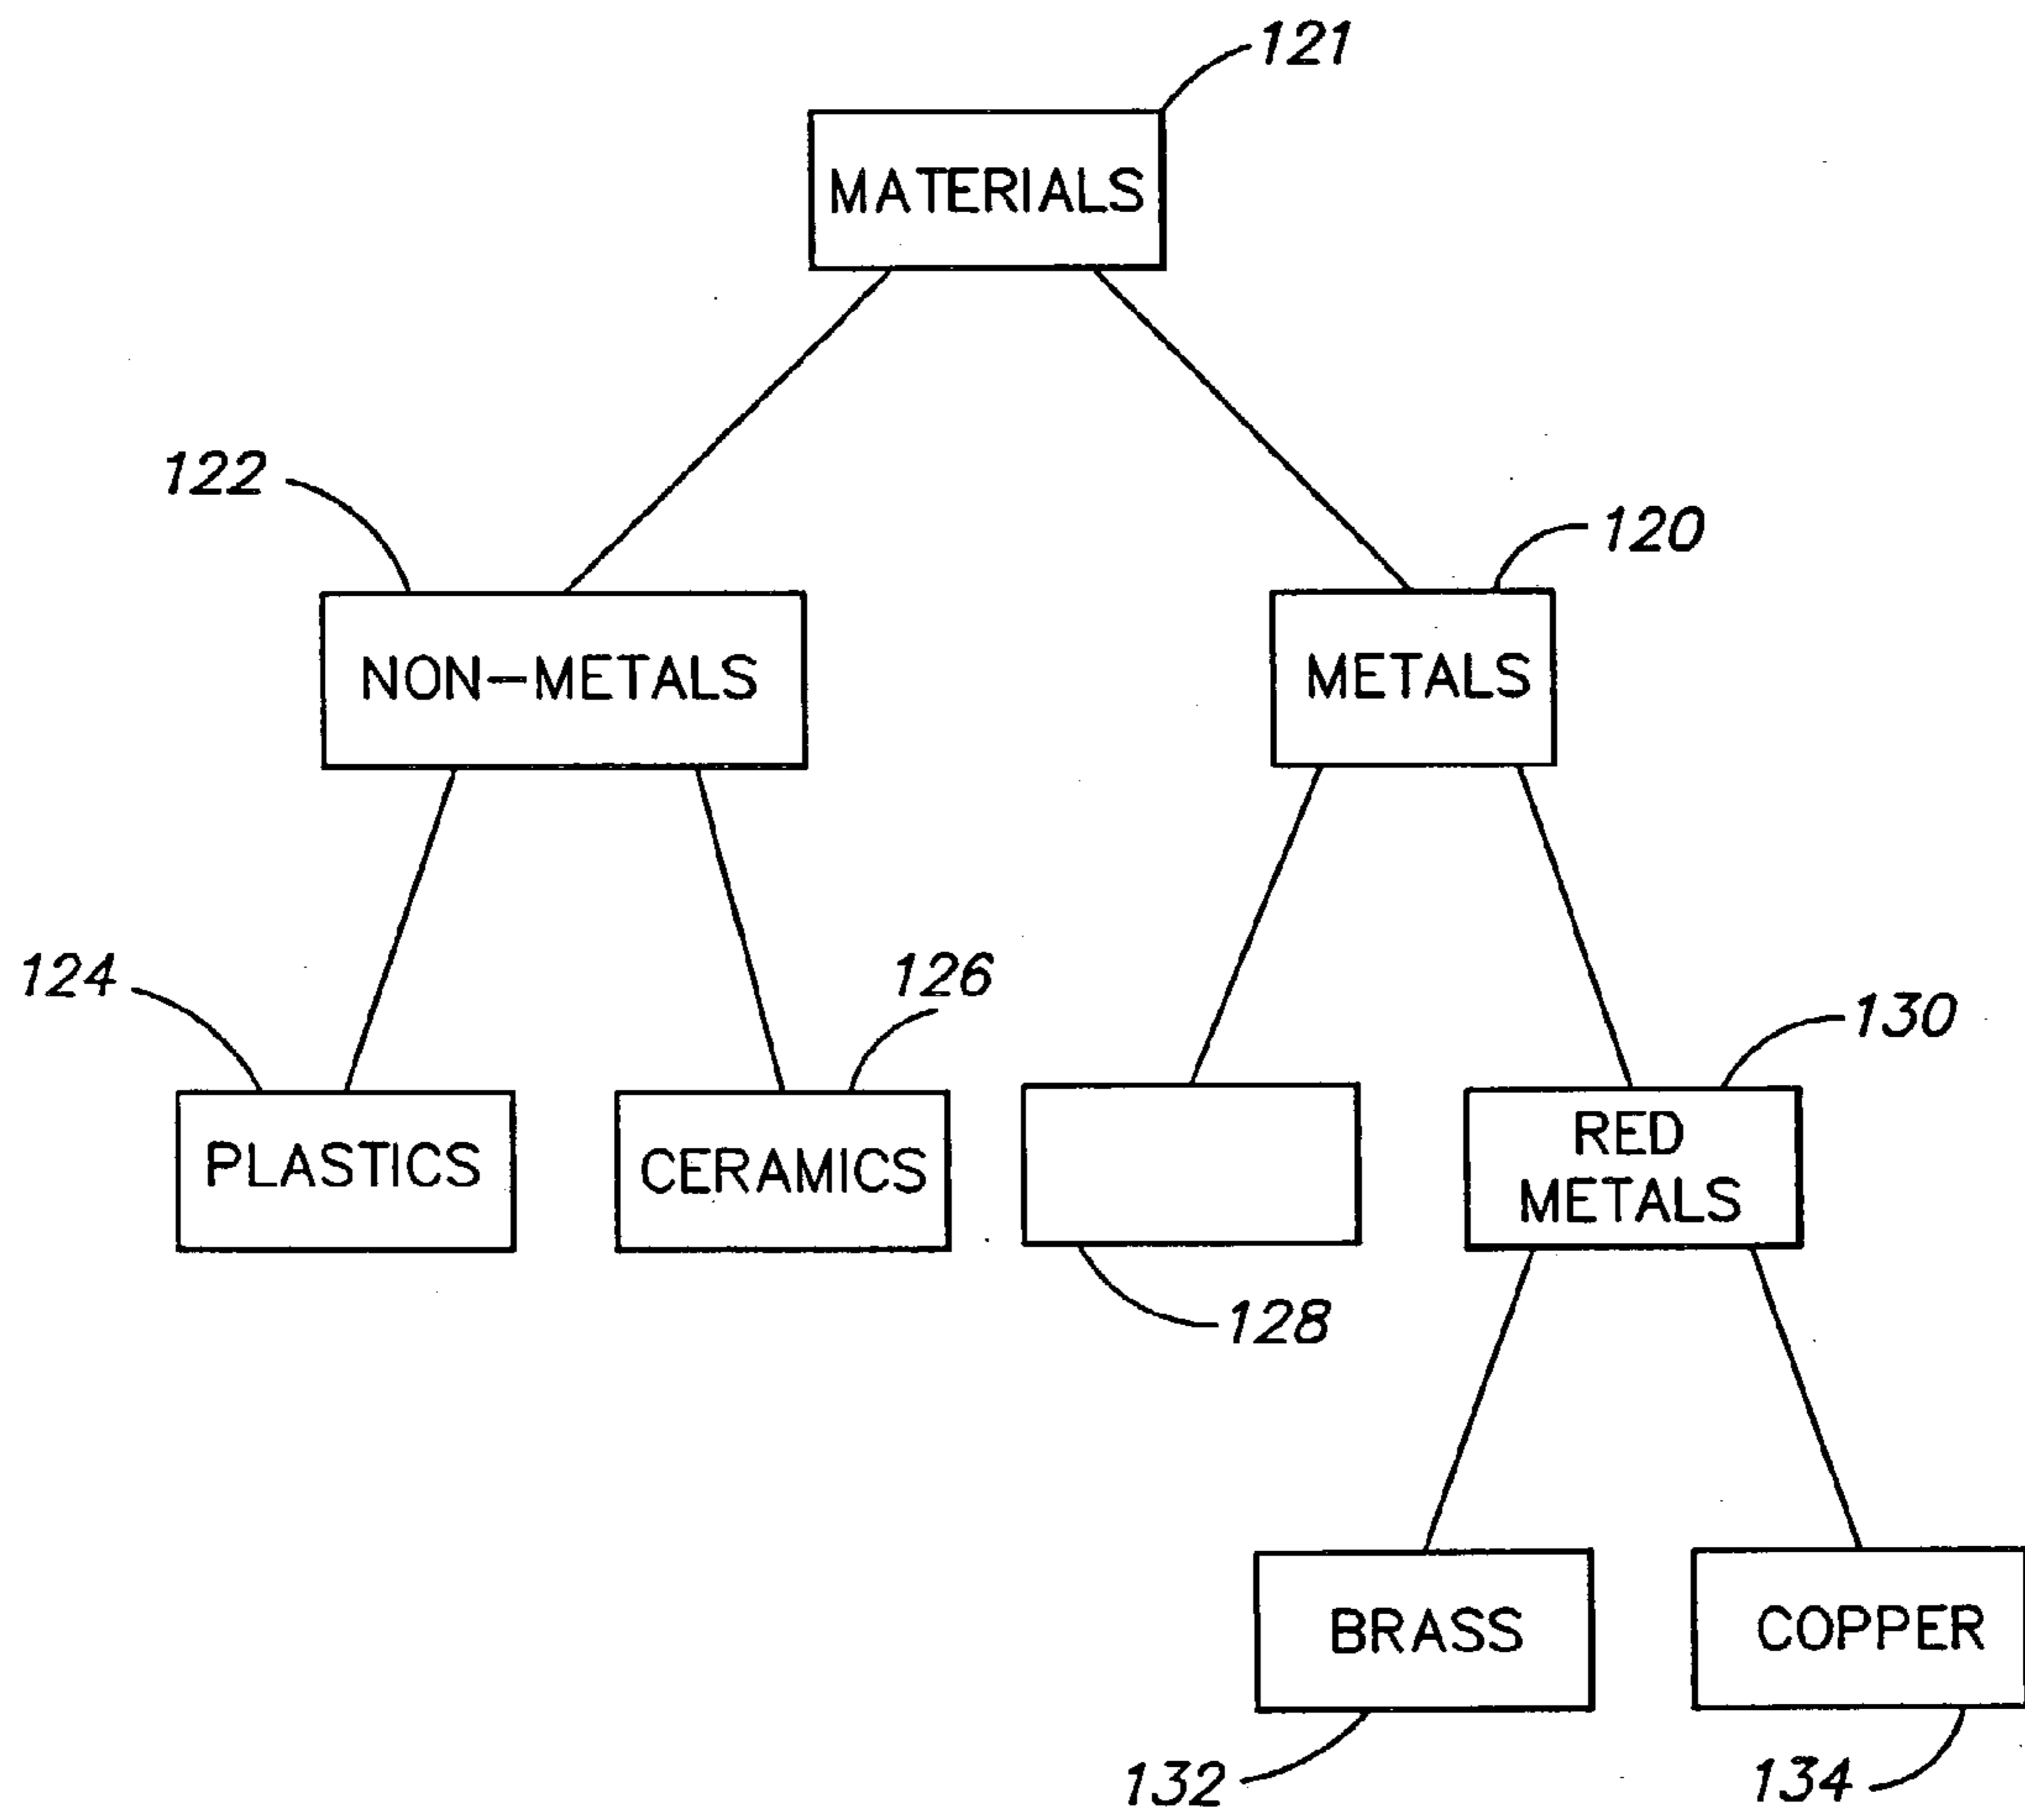 121
MATERIALS
122
120
NON-METALS
METALS
124
126
130
PLASTICS
CERAMICS
RED
METALS
128
BRASS
COPPER
132
134